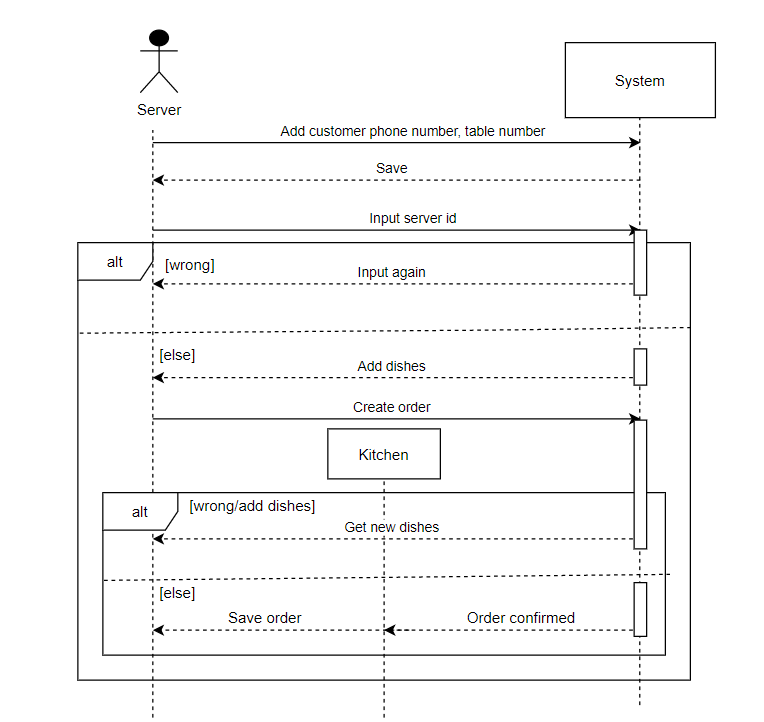 Server
System
Add customer phone number, table number
Save
Input server id
alt
[wrong]
Input again
[else]
Add dishes
Create order
Kitchen
alt
[wrong/add dishes]
Get new dishes
[else]
Save order
Order confirmed